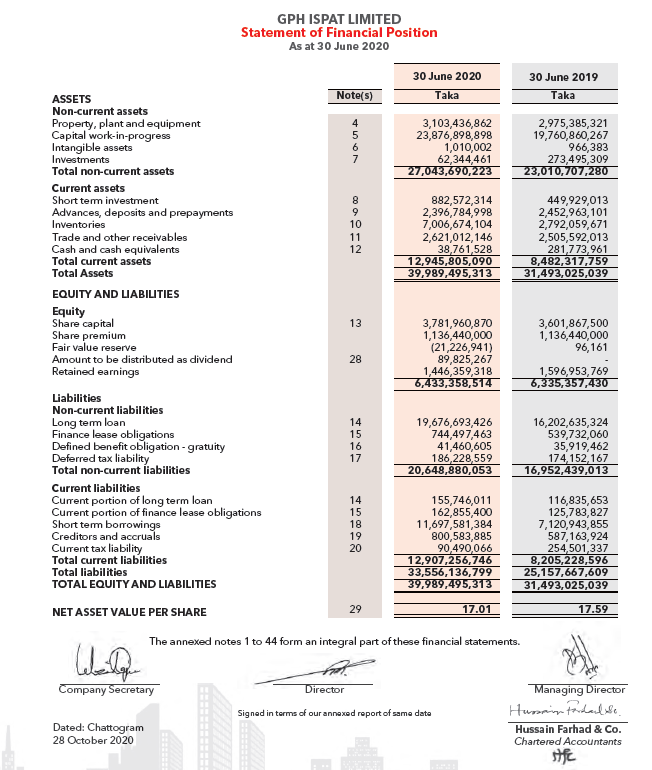 GPH ISPAT LIMITED
Statement of Financial Position
As at 30 June 2020
30 June 2020 30 June 2019
ASSETS Note(s) Taka Taka
Non-current assets
Property, plant and equipment 4 3,103,436,862 2,975,385,321
Capital work-in-progress 5 23,876,898,898 19,760,860,267
Intangible assets 6 1,010,002 966,383
Investments 7 62,344,461 273,495,309
Total non-current assets 27,043,690,223 23,010,707,280
Current assets
Short term investment 8 882,572,314 449,929,013
Advances, deposits and prepayments 9 2,396,784,998 2,452,963,101
Inventories 10 7,006,674,104 2,792,059,671
Trade and other receivables 11 2,621,012,146 2,505,592,013
Cash and cash equivalents 12 38,761,528 281,773,961
Total current assets 12,945,805,090 8,482,317,759
Total Assets 39,989,495,313 31,493,025,039
EQUITY AND LIABILITIES
Equity
Share capital 13 3,781,960,870 3,601,867,500
Share premium 1,136,440,000 1,136,440,000
Fair value reserve (21,226,941) 96,161
Amount to be distributed as dividend 28 89,825,267 -
Retained earnings 1,446,359,318 1,596,953,769
6,433,358,514 6,335,357,430
Liabilities
Non-current liabilities
Long term loan 14 19,676,693,426 16,202,635,324
Finance lease obligations 15 744,497,463 539,732,060
Defined benefit obligation - gratuity 16 41,460,605 35,919,462
Deferred tax liability 17 186,228,559 174,152,167
Total non-current liabilities 20,648,880,053 16,952,439,013
Current liabilities
Current portion of long term loan 14 155,746,011 116,835,653
Current portion of finance lease obligations 15 162,855,400 125,783,827
Short term borrowings 18 11,697,581,384 7,120,943,855
Creditors and accruals 19 800,583,885 587,163,924
Current tax liability 20 90,490,066 254,501,337
Total current liabilities 12,907,256,746 8,205,228,596
Total liabilities 33,556,136,799 25,157,667,609
TOTAL EQUITY AND LIABILITIES 39,989,495,313 31,493,025,039
NET ASSET VALUE PER SHARE 29 17.01 17.59
The annexed notes 1 to 44 form an integral part of these financial statements.
Company Secretary Director Managing Director
Signed in terms of our annexed report of same date
Dated: Chattogram
28 October 2020
Hussain Farhad & Co.
Hussain Farhad & Co.
Chartered Accountants